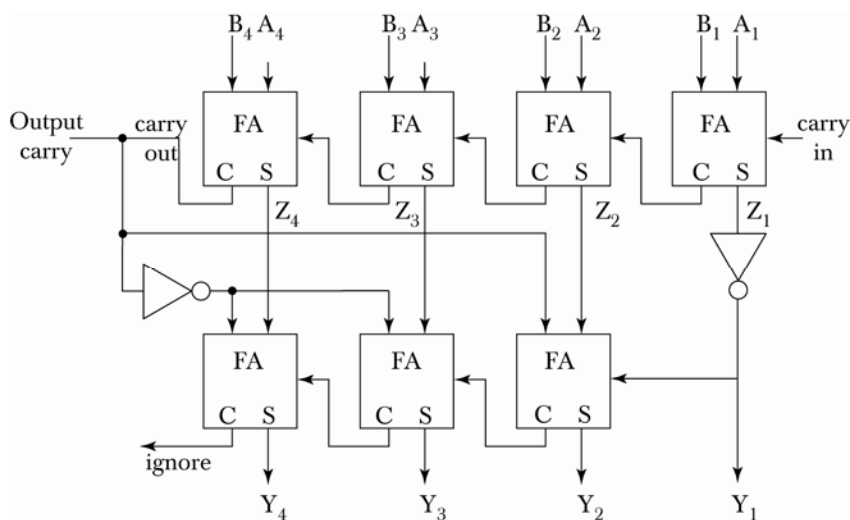 B₄ A₄ B₃ A₃ B₂ A₂ B₁ A₁
Output carry
carry out
FA FA FA FA
carry in
C S C S C S C S
Z₄ Z₃ Z₂ Z₁
FA FA FA
C S C S C S
ignore
Y₄ Y₃ Y₂ Y₁